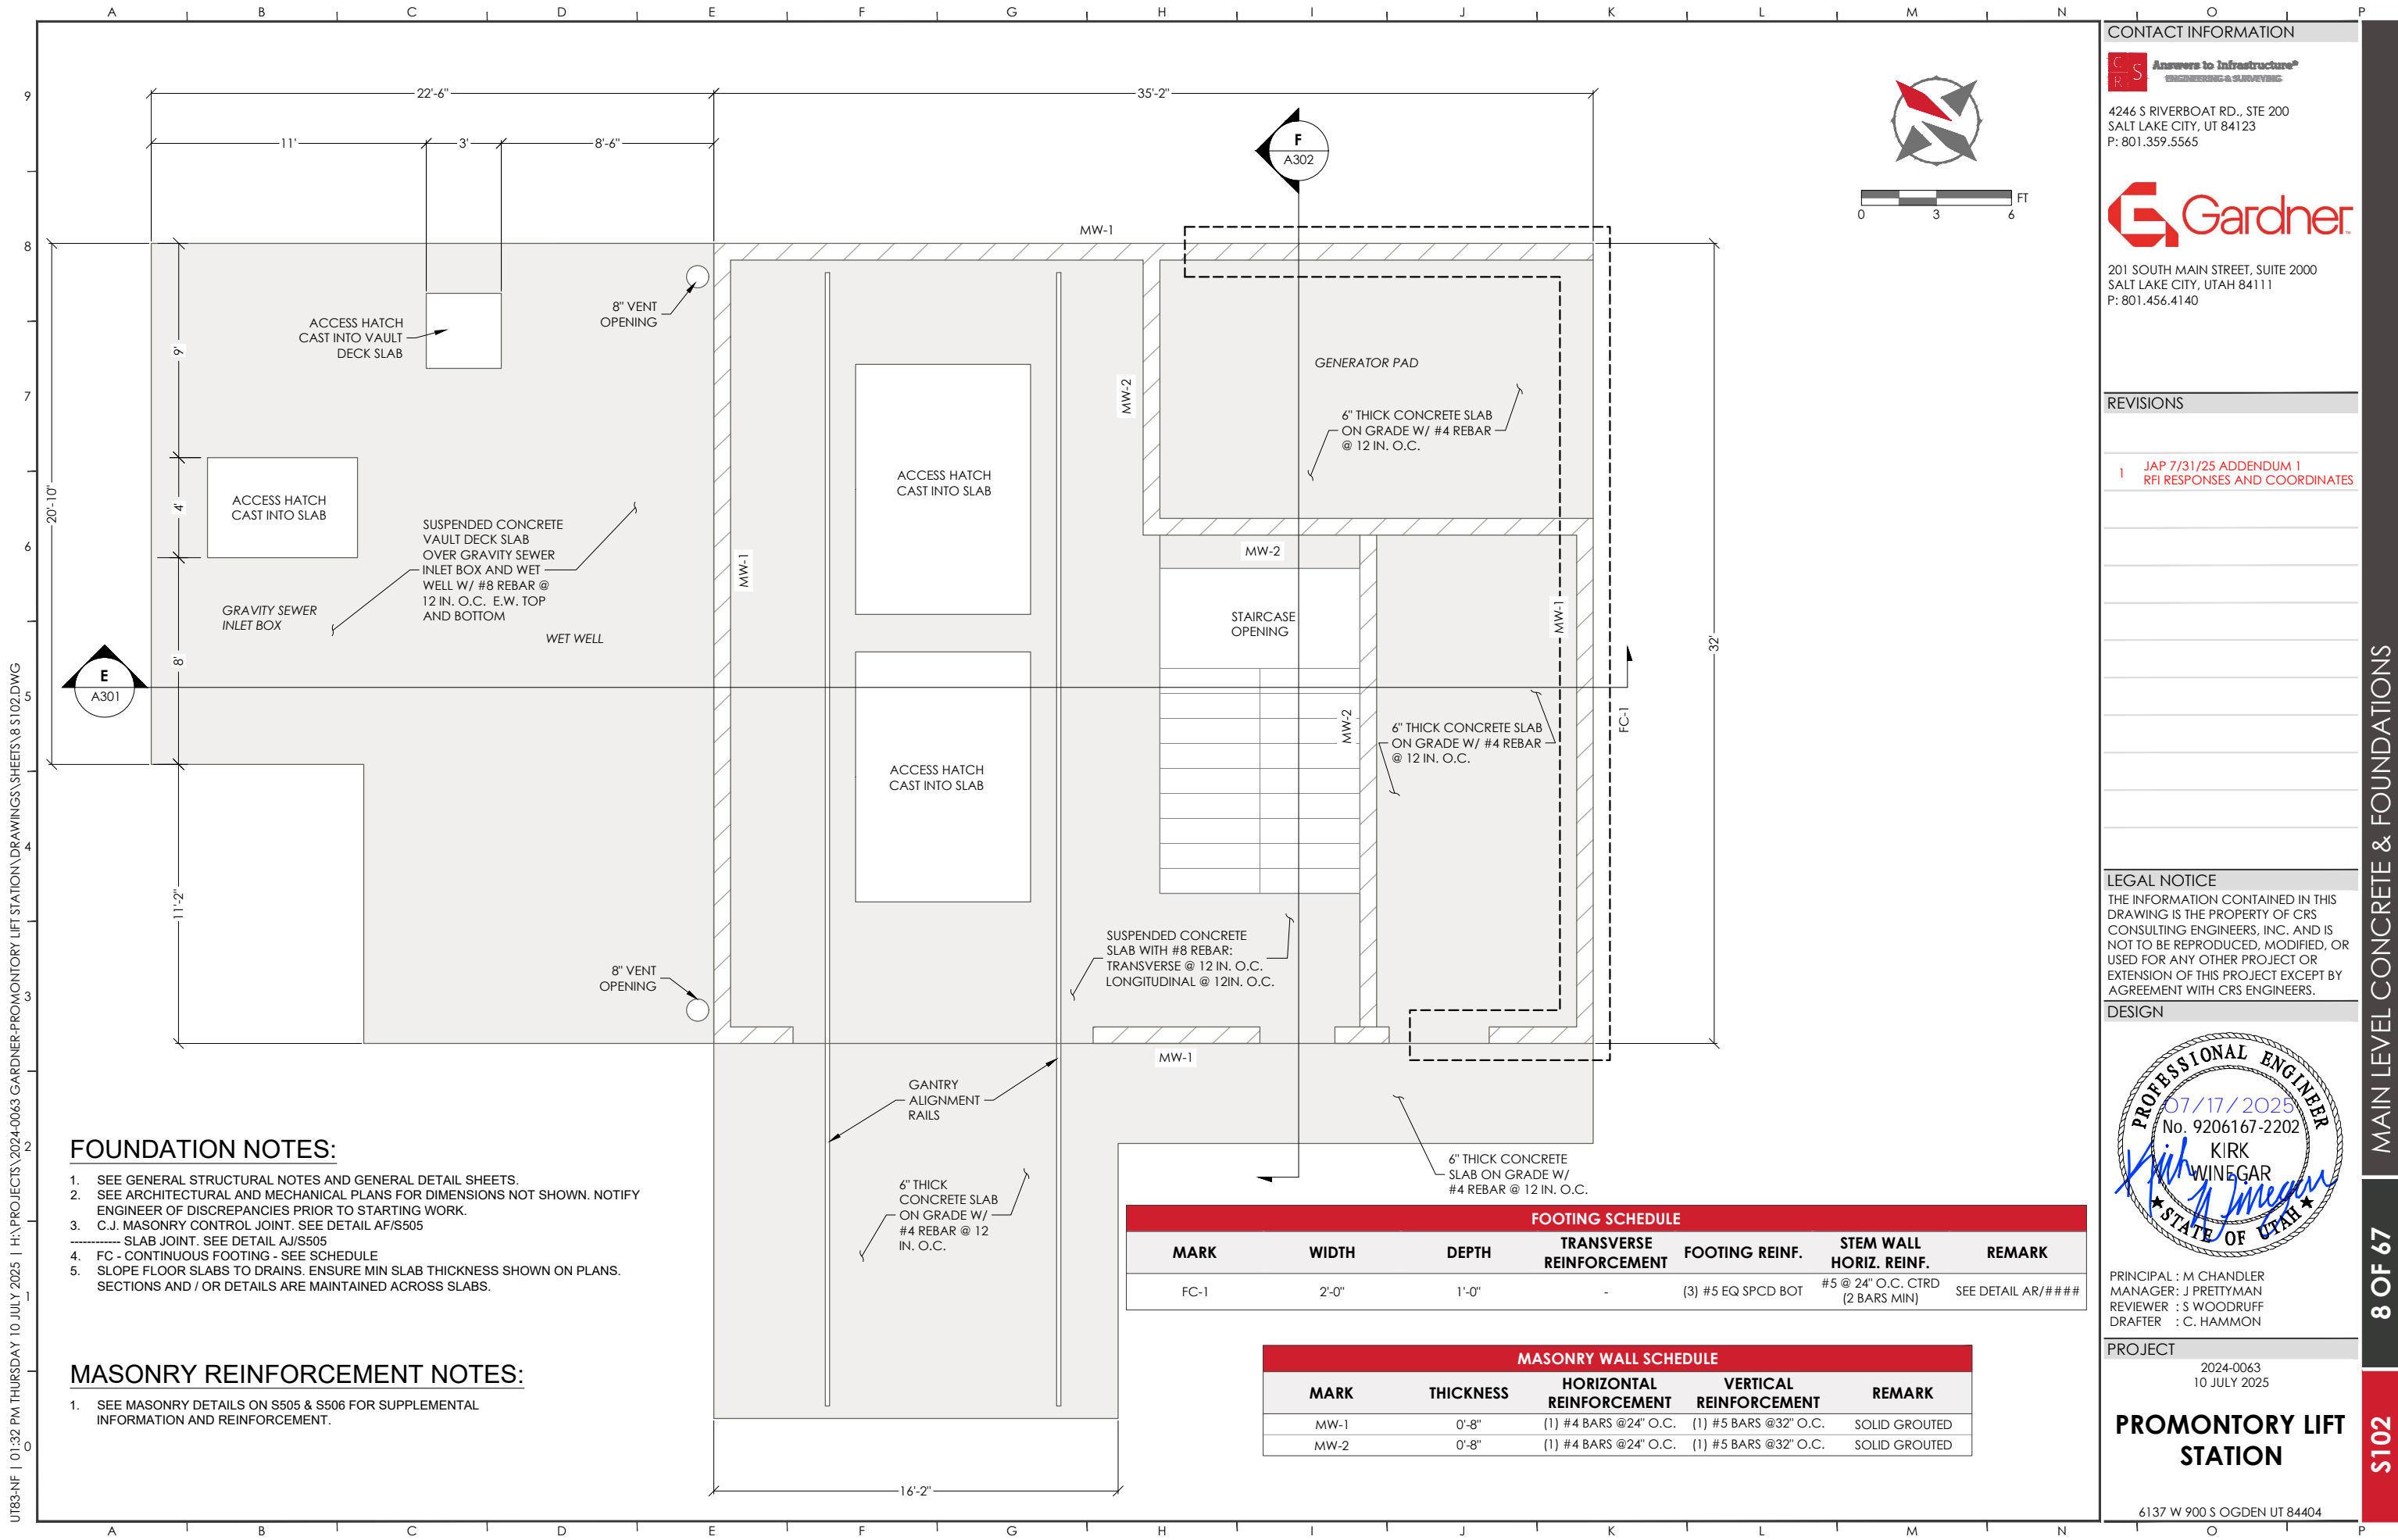 A B C D E F G H I J K L M N O P
9
8
7
6
5
4
3
2
1
0
22'-6"
35'-2"
11'
3'
8'-6"
F
A302
FT
0 3 6
MW-1
20'-10"
9'
4'
8'
11'-2"
ACCESS HATCH
CAST INTO VAULT
DECK SLAB
8" VENT
OPENING
ACCESS HATCH
CAST INTO SLAB
SUSPENDED CONCRETE
VAULT DECK SLAB
OVER GRAVITY SEWER
INLET BOX AND WET
WELL W/ #8 REBAR @
12 IN. O.C. E.W. TOP
AND BOTTOM
GRAVITY SEWER
INLET BOX
WET WELL
E
A301
MW-1
ACCESS HATCH
CAST INTO SLAB
ACCESS HATCH
CAST INTO SLAB
MW-2
GENERATOR PAD
6" THICK CONCRETE SLAB
ON GRADE W/ #4 REBAR
@ 12 IN. O.C.
MW-2
STAIRCASE
OPENING
MW-1
32'
FC-1
MW-2
6" THICK CONCRETE SLAB
ON GRADE W/ #4 REBAR
@ 12 IN. O.C.
SUSPENDED CONCRETE
SLAB WITH #8 REBAR:
TRANSVERSE @ 12 IN. O.C.
LONGITUDINAL @ 12IN. O.C.
8" VENT
OPENING
MW-1
GANTRY
ALIGNMENT
RAILS
6" THICK
CONCRETE SLAB
ON GRADE W/
#4 REBAR @ 12
IN. O.C.
6" THICK CONCRETE
SLAB ON GRADE W/
#4 REBAR @ 12 IN. O.C.
16'-2"
FOUNDATION NOTES:
1. SEE GENERAL STRUCTURAL NOTES AND GENERAL DETAIL SHEETS.
2. SEE ARCHITECTURAL AND MECHANICAL PLANS FOR DIMENSIONS NOT SHOWN. NOTIFY
ENGINEER OF DISCREPANCIES PRIOR TO STARTING WORK.
3. C.J. MASONRY CONTROL JOINT. SEE DETAIL AF/S505
------------ SLAB JOINT. SEE DETAIL AJ/S505
4. FC - CONTINUOUS FOOTING - SEE SCHEDULE
5. SLOPE FLOOR SLABS TO DRAINS. ENSURE MIN SLAB THICKNESS SHOWN ON PLANS.
SECTIONS AND / OR DETAILS ARE MAINTAINED ACROSS SLABS.
MASONRY REINFORCEMENT NOTES:
1. SEE MASONRY DETAILS ON S505 & S506 FOR SUPPLEMENTAL
INFORMATION AND REINFORCEMENT.
FOOTING SCHEDULE
MARK WIDTH DEPTH TRANSVERSE REINFORCEMENT FOOTING REINF. STEM WALL HORIZ. REINF. REMARK
FC-1 2'-0" 1'-0" - (3) #5 EQ SPCD BOT #5 @ 24" O.C. CTRD (2 BARS MIN) SEE DETAIL AR/####
MASONRY WALL SCHEDULE
MARK THICKNESS HORIZONTAL REINFORCEMENT VERTICAL REINFORCEMENT REMARK
MW-1 0'-8" (1) #4 BARS @24" O.C. (1) #5 BARS @32" O.C. SOLID GROUTED
MW-2 0'-8" (1) #4 BARS @24" O.C. (1) #5 BARS @32" O.C. SOLID GROUTED
A B C D E F G H I J K L M N O P
UT83-NF | 01:32 PM THURSDAY 10 JULY 2025 | H:\PROJECTS\2024-0063 GARDNER-PROMONTORY LIFT STATION\DRAWINGS\SHEETS\8 S102.DWG
CONTACT INFORMATION
CRS
Answers to Infrastructure®
ENGINEERING & SURVEYING
4246 S RIVERBOAT RD., STE 200
SALT LAKE CITY, UT 84123
P: 801.359.5565
Gardner
201 SOUTH MAIN STREET, SUITE 2000
SALT LAKE CITY, UTAH 84111
P: 801.456.4140
REVISIONS
1 JAP 7/31/25 ADDENDUM 1
RFI RESPONSES AND COORDINATES
LEGAL NOTICE
THE INFORMATION CONTAINED IN THIS
DRAWING IS THE PROPERTY OF CRS
CONSULTING ENGINEERS, INC. AND IS
NOT TO BE REPRODUCED, MODIFIED, OR
USED FOR ANY OTHER PROJECT OR
EXTENSION OF THIS PROJECT EXCEPT BY
AGREEMENT WITH CRS ENGINEERS.
DESIGN
PROFESSIONAL ENGINEER
07/17/2025
No. 9206167-2202
KIRK
WINEGAR
Kirk Winegar
STATE OF UTAH
PRINCIPAL : M CHANDLER
MANAGER : J PRETTYMAN
REVIEWER : S WOODRUFF
DRAFTER : C. HAMMON
PROJECT
2024-0063
10 JULY 2025
PROMONTORY LIFT
STATION
6137 W 900 S OGDEN UT 84404
MAIN LEVEL CONCRETE & FOUNDATIONS
8 OF 67
S102